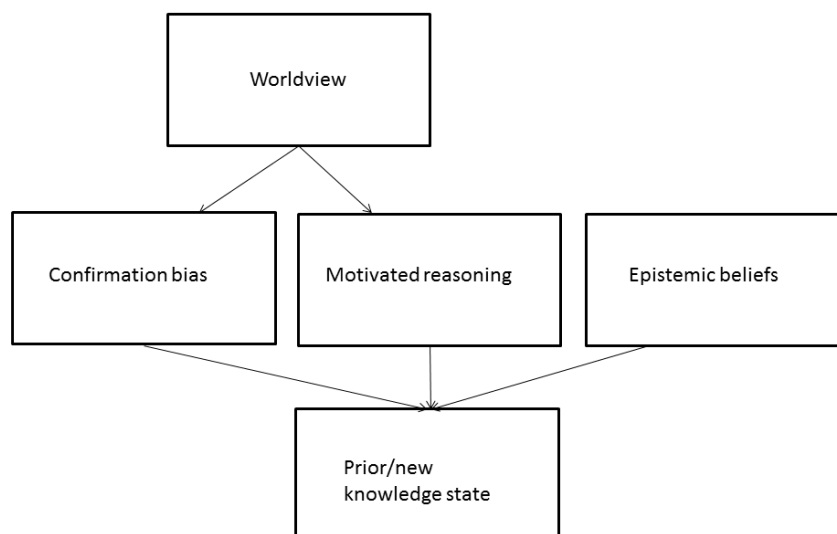 Worldview
Confirmation bias
Motivated reasoning
Epistemic beliefs
Prior/new
knowledge state